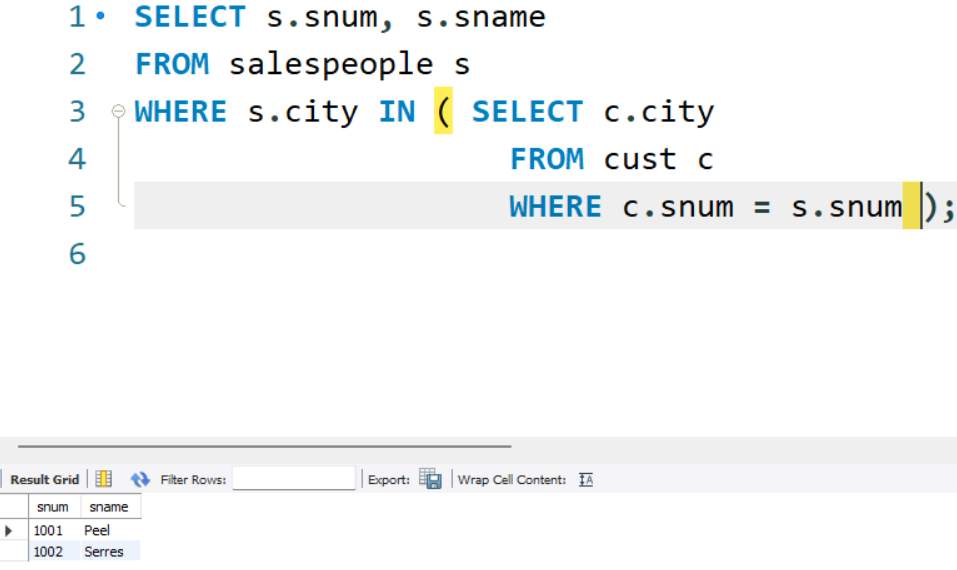 1 SELECT s.snum, s.sname
2 FROM salespeople s
3 WHERE s.city IN ( SELECT c.city
4 FROM cust c
5 WHERE c.snum = s.snum );
6
Result Grid Filter Rows: Export: Wrap Cell Content: IA
snum sname
1001 Peel
1002 Serres